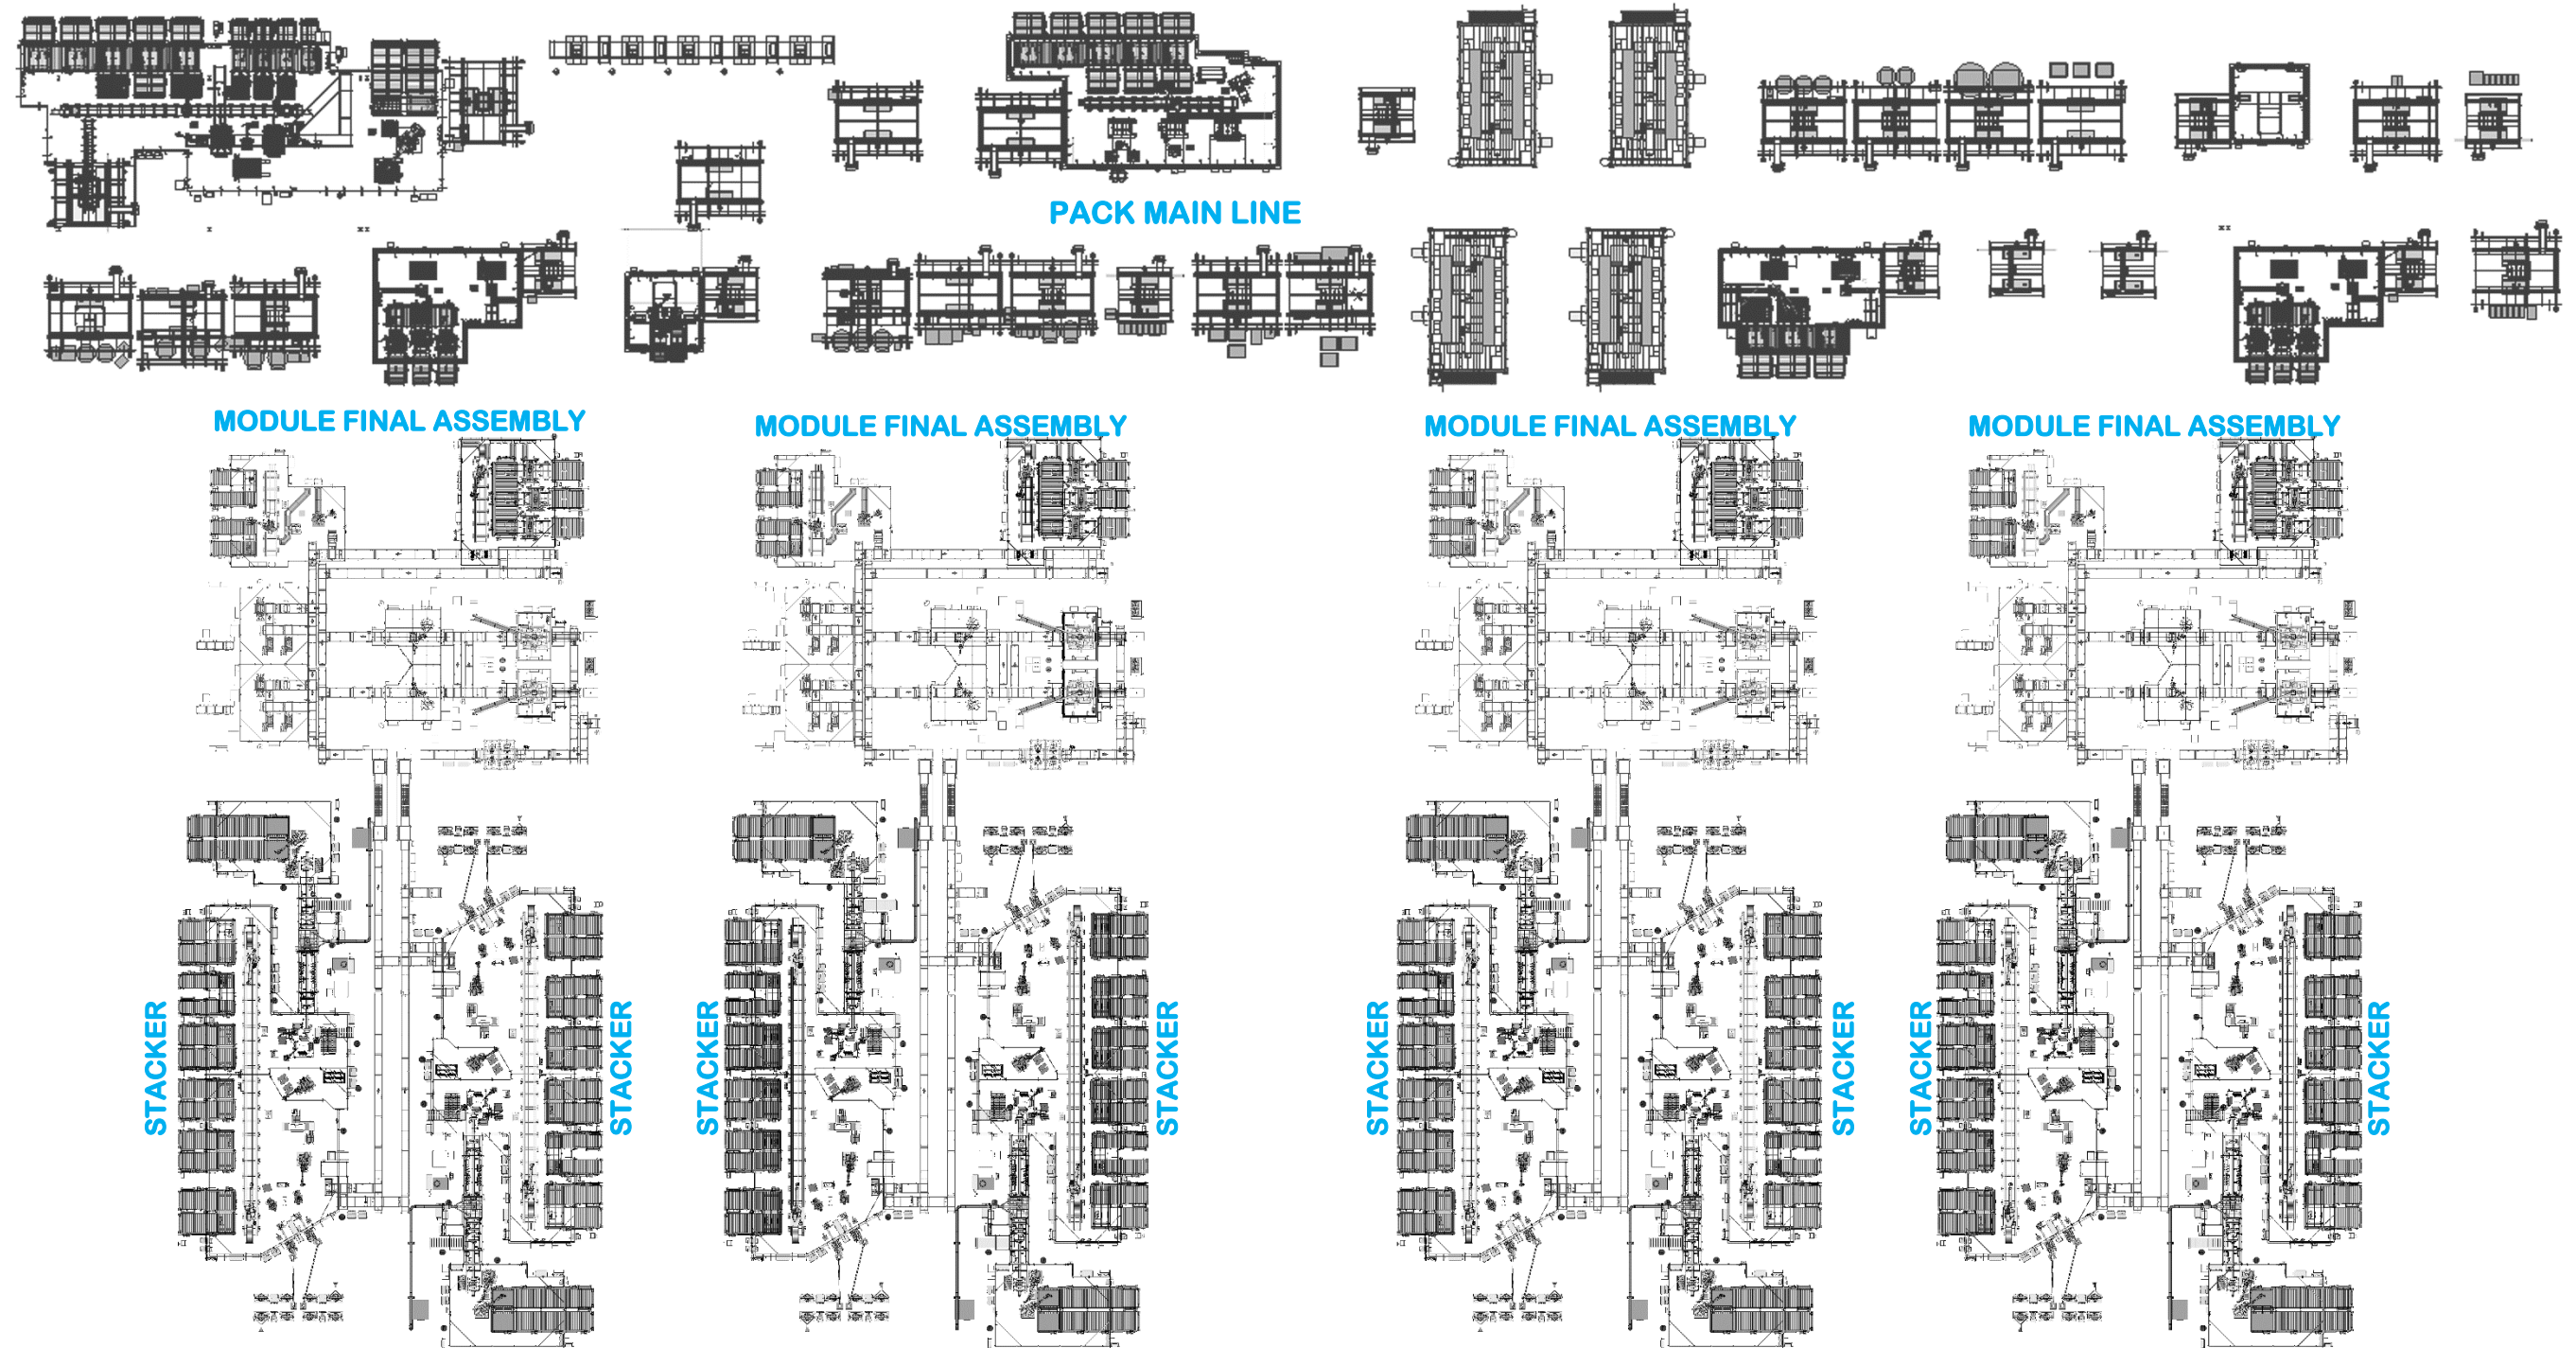 PACK MAIN LINE
MODULE FINAL ASSEMBLY
MODULE FINAL ASSEMBLY
MODULE FINAL ASSEMBLY
MODULE FINAL ASSEMBLY
STACKER
STACKER
STACKER
STACKER
STACKER
STACKER
STACKER
STACKER